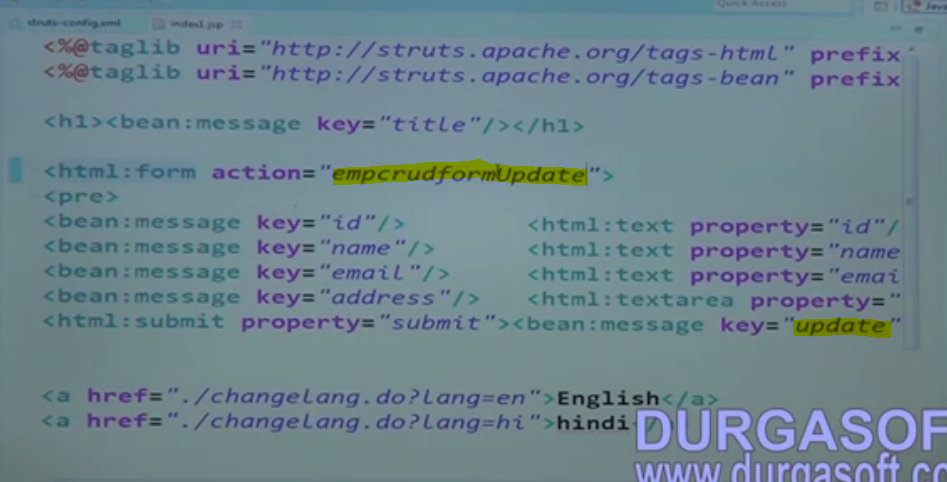 Quick Access
Java
struts-config.xml index1.jsp
<%@taglib uri="http://struts.apache.org/tags-html" prefix
<%@taglib uri="http://struts.apache.org/tags-bean" prefix
<h1><bean:message key="title"/></h1>
<html:form action="empcrudformUpdate">
<pre>
<bean:message key="id"/> <html:text property="id"/
<bean:message key="name"/> <html:text property="name
<bean:message key="email"/> <html:text property="emai
<bean:message key="address"/> <html:textarea property="
<html:submit property="submit"><bean:message key="update"
<a href="./changelang.do?lang=en">English</a>
<a href="./changelang.do?lang=hi">hindi</
DURGASOF
www.durgasoft.co